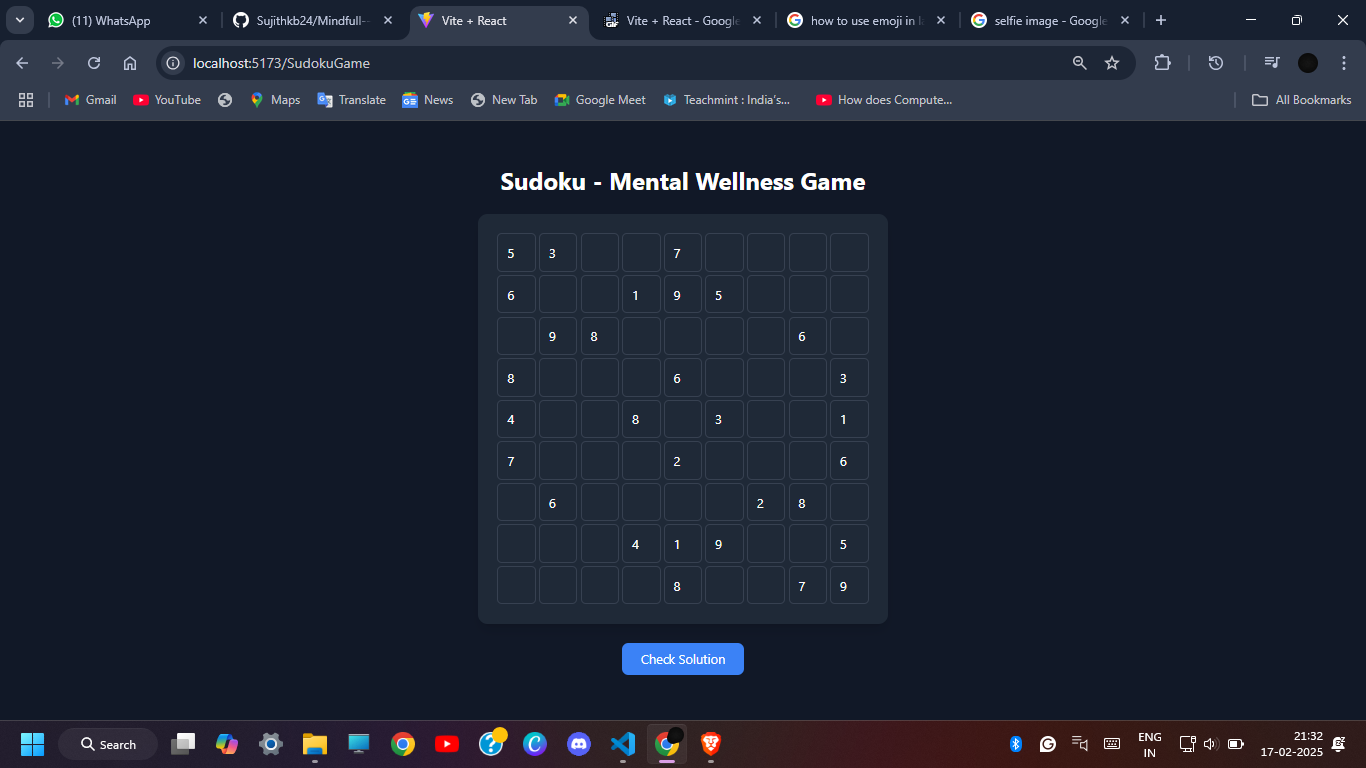 (11) WhatsApp
Sujithkb24/Mindfull--
Vite + React
Vite + React - Google
how to use emoji in
selfie image - Google
localhost:5173/SudokuGame
Gmail YouTube Maps Translate News New Tab Google Meet Teachmint : India's... How does Compute... All Bookmarks
Sudoku - Mental Wellness Game
5 3 7
6 1 9 5
9 8 6
8 6 3
4 8 3 1
7 2 6
6 2 8
4 1 9 5
8 7 9
Check Solution
Search
ENG
IN
21:32
17-02-2025